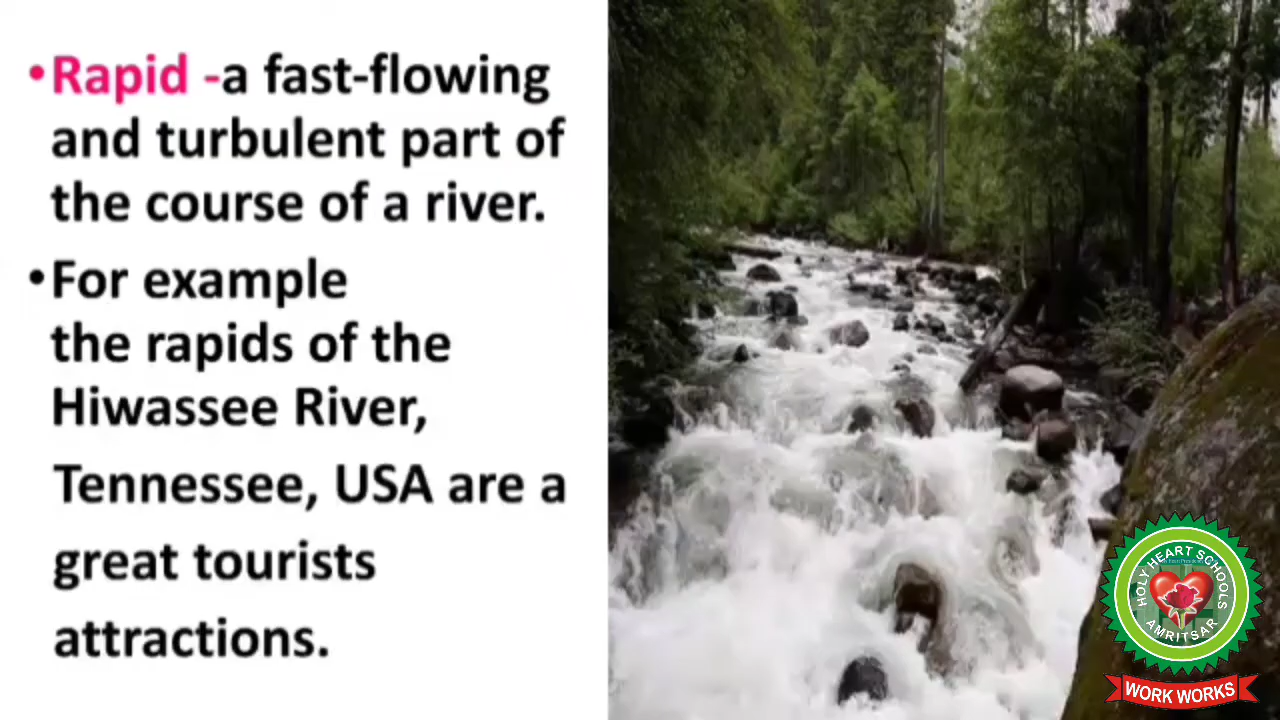 •Rapid -a fast-flowing
and turbulent part of
the course of a river.
•For example
the rapids of the
Hiwassee River,
Tennessee, USA are a
great tourists
attractions.
HOLY HEART SCHOOLS
AMRITSAR
WORK WORKS